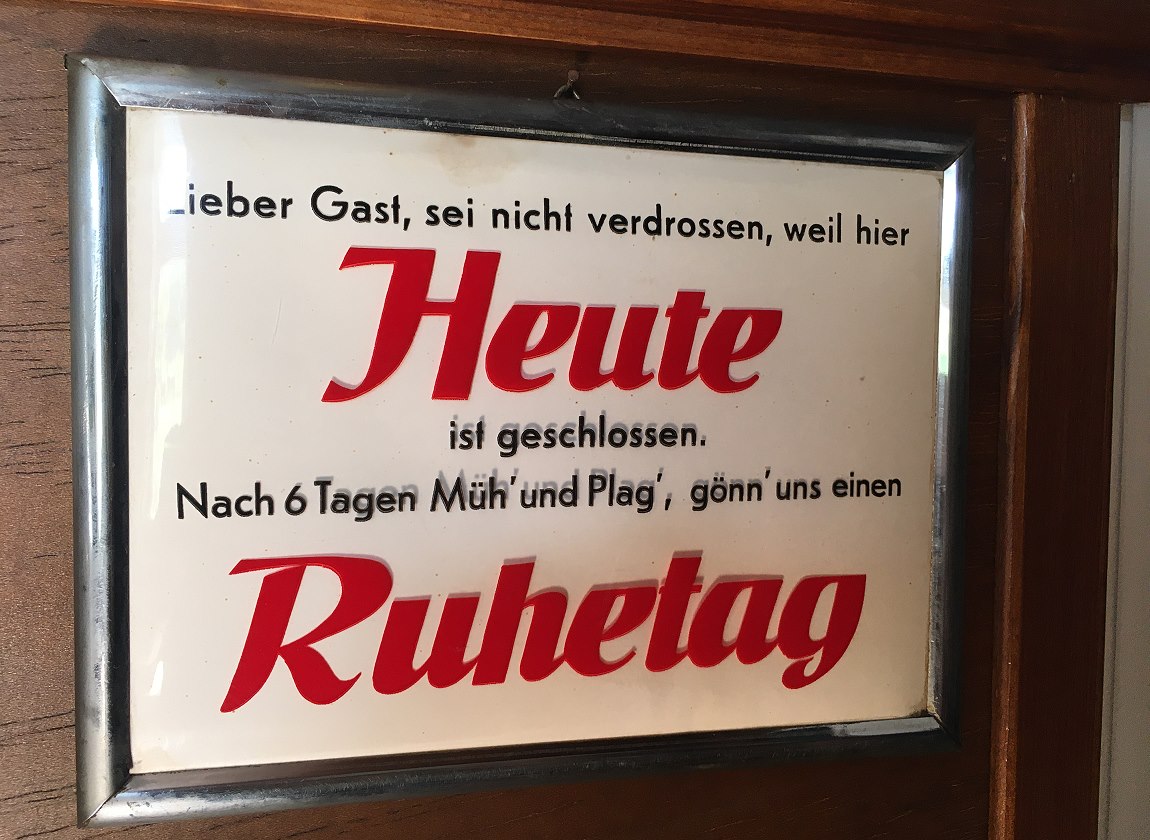 Lieber Gast, sei nicht verdrossen, weil hier
Heute
ist geschlossen.
Nach 6 Tagen Müh' und Plag', gönn' uns einen
Ruhetag